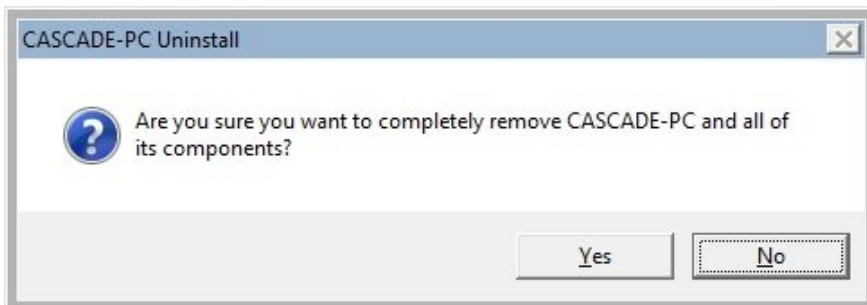 CASCADE-PC Uninstall
Are you sure you want to completely remove CASCADE-PC and all of
its components?
Yes
No